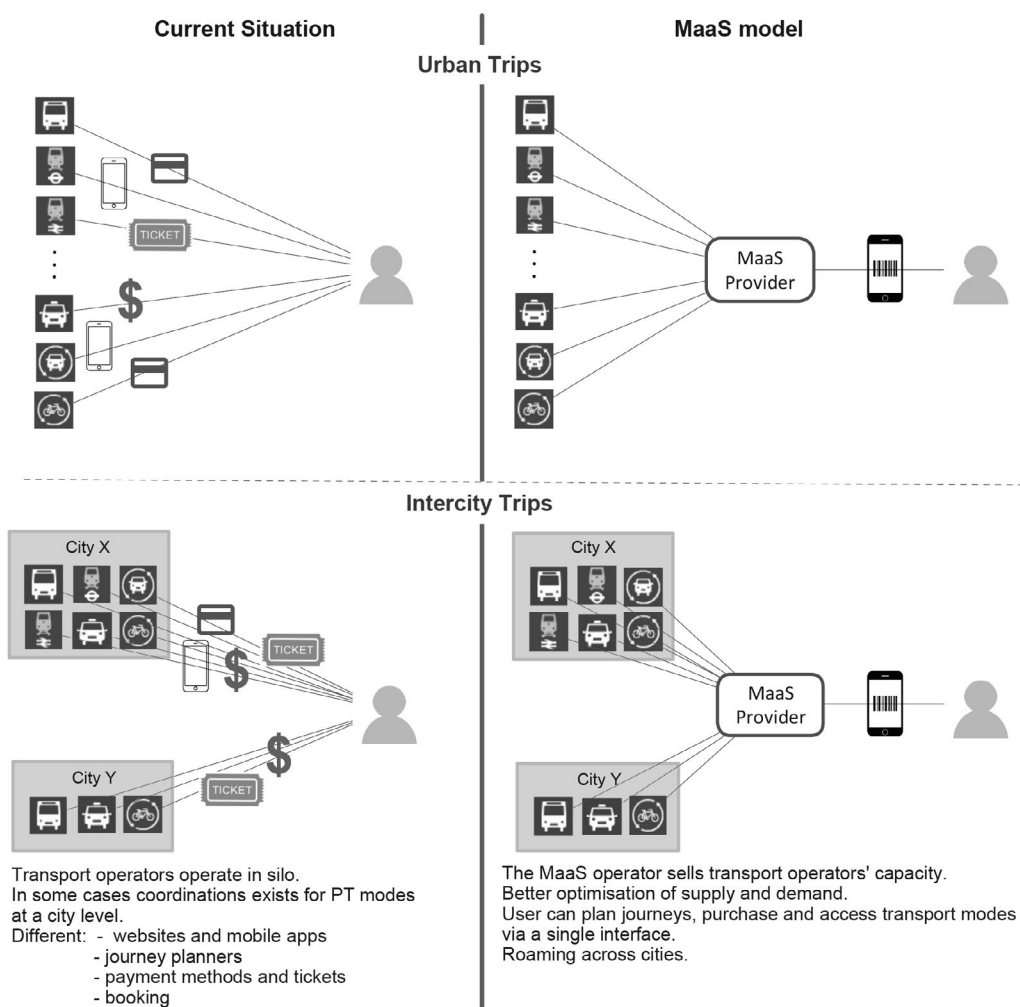 Current Situation
MaaS model
Urban Trips
TICKET
MaaS
Provider
Intercity Trips
City X
TICKET
City Y
TICKET
City X
MaaS
Provider
City Y
Transport operators operate in silo.
In some cases coordinations exists for PT modes
at a city level.
Different: - websites and mobile apps
- journey planners
- payment methods and tickets
- booking
The MaaS operator sells transport operators' capacity.
Better optimisation of supply and demand.
User can plan journeys, purchase and access transport modes
via a single interface.
Roaming across cities.